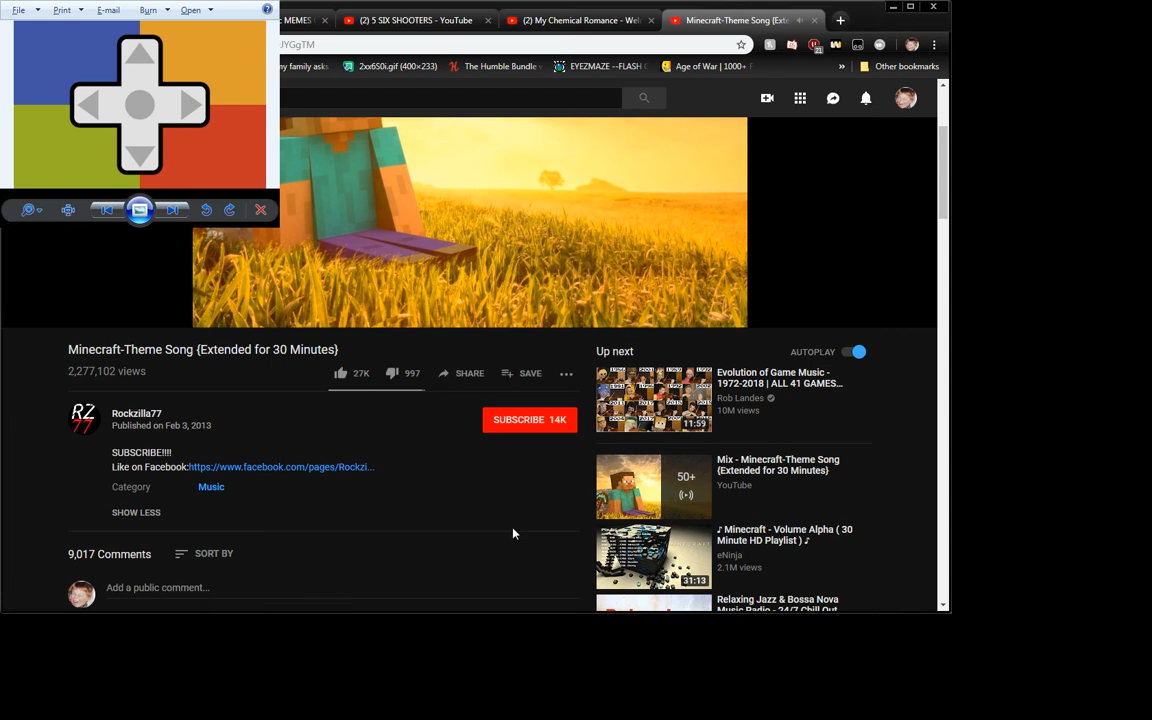 File Print E-mail Burn Open
MEMES (2) 5 SIX SHOOTERS - YouTube (2) My Chemical Romance - Wel Minecraft-Theme Song {Exte
JYGgTM
21
my family asks 2xx6S0i.gif (400×233) The Humble Bundle EYEZMAZE --FLASH Age of War | 1000+ » Other bookmarks
Minecraft-Theme Song {Extended for 30 Minutes}
2,277,102 views
27K 997 SHARE SAVE
RZ
77
Rockzilla77
Published on Feb 3, 2013
SUBSCRIBE 14K
SUBSCRIBE!!!!
Like on Facebook:https://www.facebook.com/pages/Rockzi...
Category Music
SHOW LESS
9,017 Comments SORT BY
Add a public comment...
Up next AUTOPLAY
11:59
Evolution of Game Music -
1972-2018 | ALL 41 GAMES...
Rob Landes
10M views
50+
Mix - Minecraft-Theme Song
{Extended for 30 Minutes}
YouTube
31:13
♪ Minecraft - Volume Alpha ( 30
Minute HD Playlist ) ♪
eNinja
2.1M views
Relaxing Jazz & Bossa Nova
Music Radio - 24/7 Chill Out